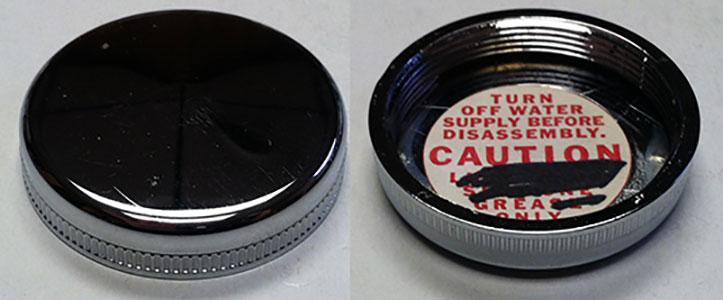 TURN
OFF WATER
SUPPLY BEFORE
DISASSEMBLY.
CAUTION
GREASE
ONLY